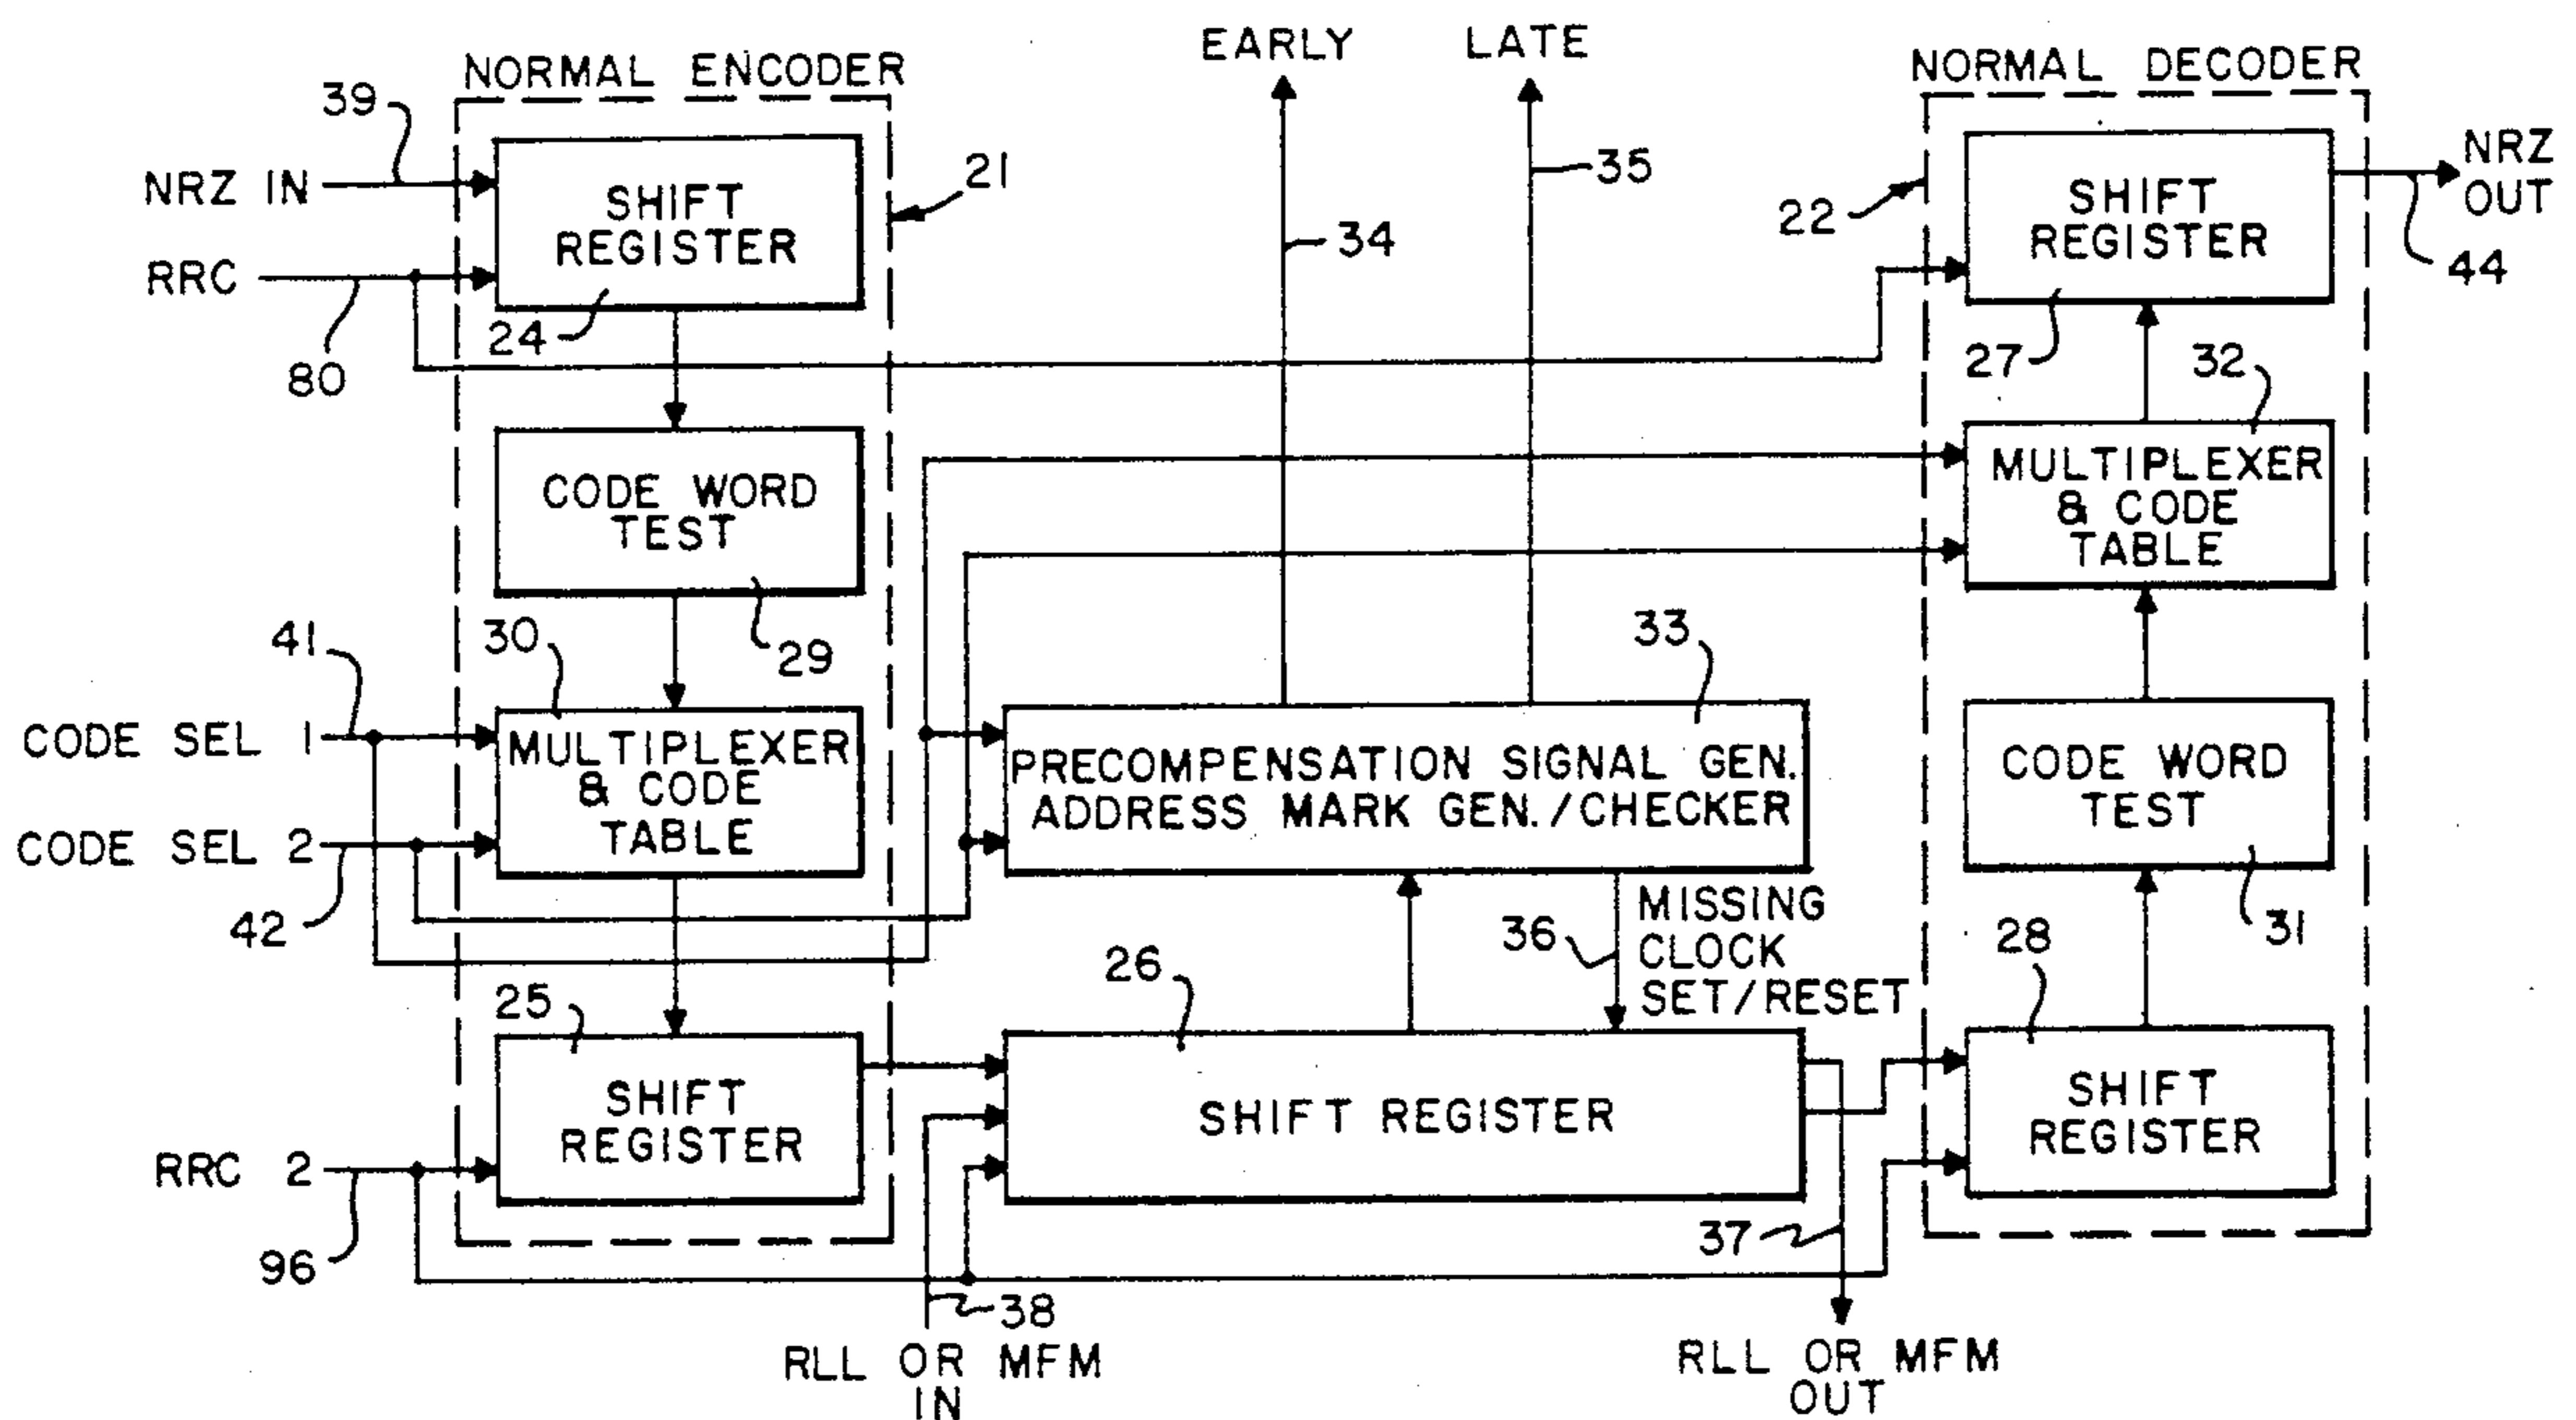 EARLY
LATE
NORMAL ENCODER
NORMAL DECODER
39
NRZ IN
SHIFT
REGISTER
21
35
34
22
SHIFT
REGISTER
NRZ
OUT
44
RRC
80
24
27
32
CODE WORD
TEST
29
MULTIPLEXER
& CODE
TABLE
41
30
33
CODE SEL 1
CODE SEL 2
42
MULTIPLEXER
& CODE
TABLE
PRECOMPENSATION SIGNAL GEN.
ADDRESS MARK GEN./CHECKER
CODE WORD
TEST
31
36
MISSING
CLOCK
SET/RESET
25
26
28
SHIFT
REGISTER
SHIFT REGISTER
SHIFT
REGISTER
RRC 2
96
38
37
RLL OR MFM
IN
RLL OR MFM
OUT